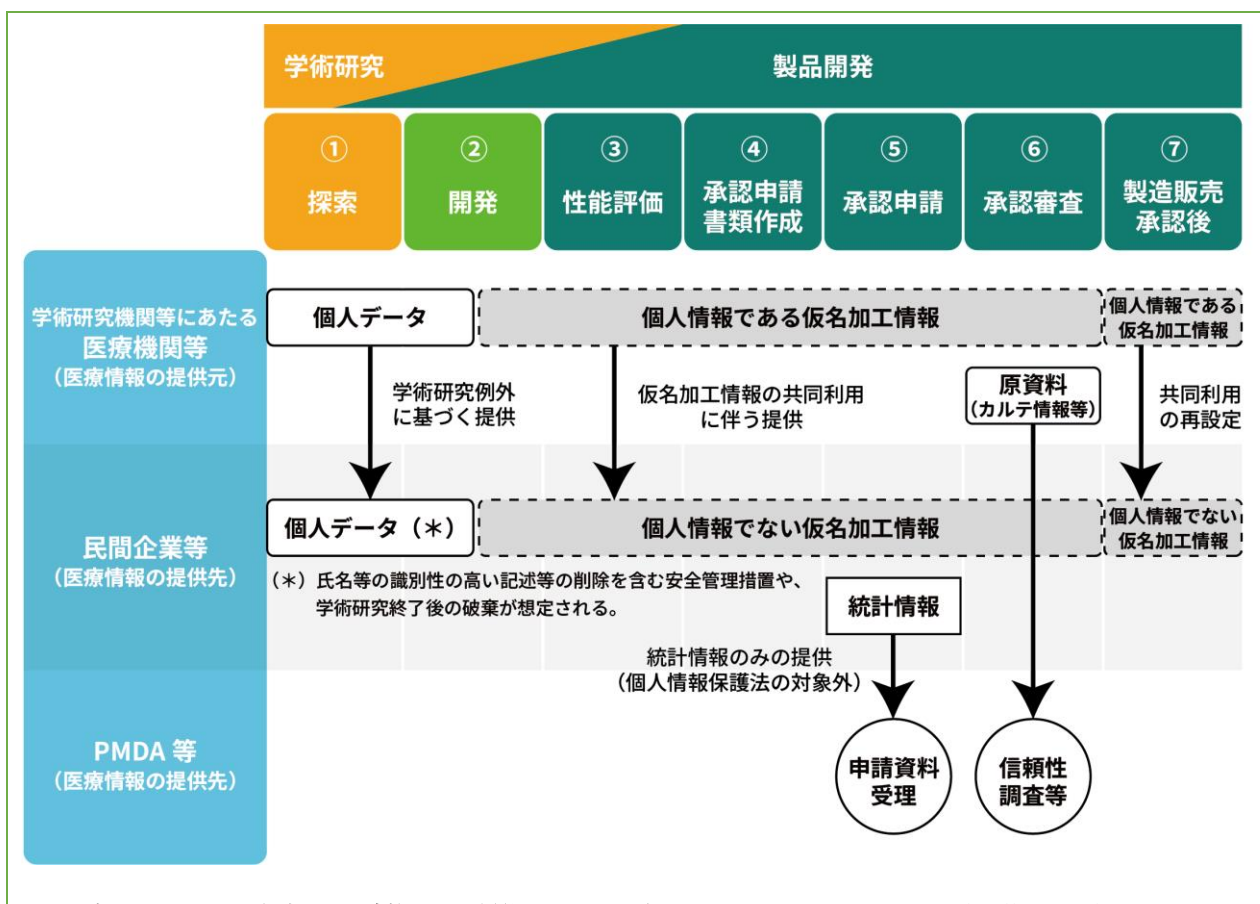 学術研究
製品開発
①
探索
②
開発
③
性能評価
④
承認申請
書類作成
⑤
承認申請
⑥
承認審査
⑦
製造販売
承認後
学術研究機関等にあたる
医療機関等
（医療情報の提供元）
個人データ
個人情報である仮名加工情報
個人情報である
仮名加工情報
学術研究例外
に基づく提供
仮名加工情報の共同利用
に伴う提供
原資料
（カルテ情報等）
共同利用
の再設定
民間企業等
（医療情報の提供先）
個人データ（＊）
個人情報でない仮名加工情報
個人情報でない
仮名加工情報
（＊）氏名等の識別性の高い記述等の削除を含む安全管理措置や、
学術研究終了後の破棄が想定される。
統計情報
統計情報のみの提供
（個人情報保護法の対象外）
PMDA 等
（医療情報の提供先）
申請資料
受理
信頼性
調査等